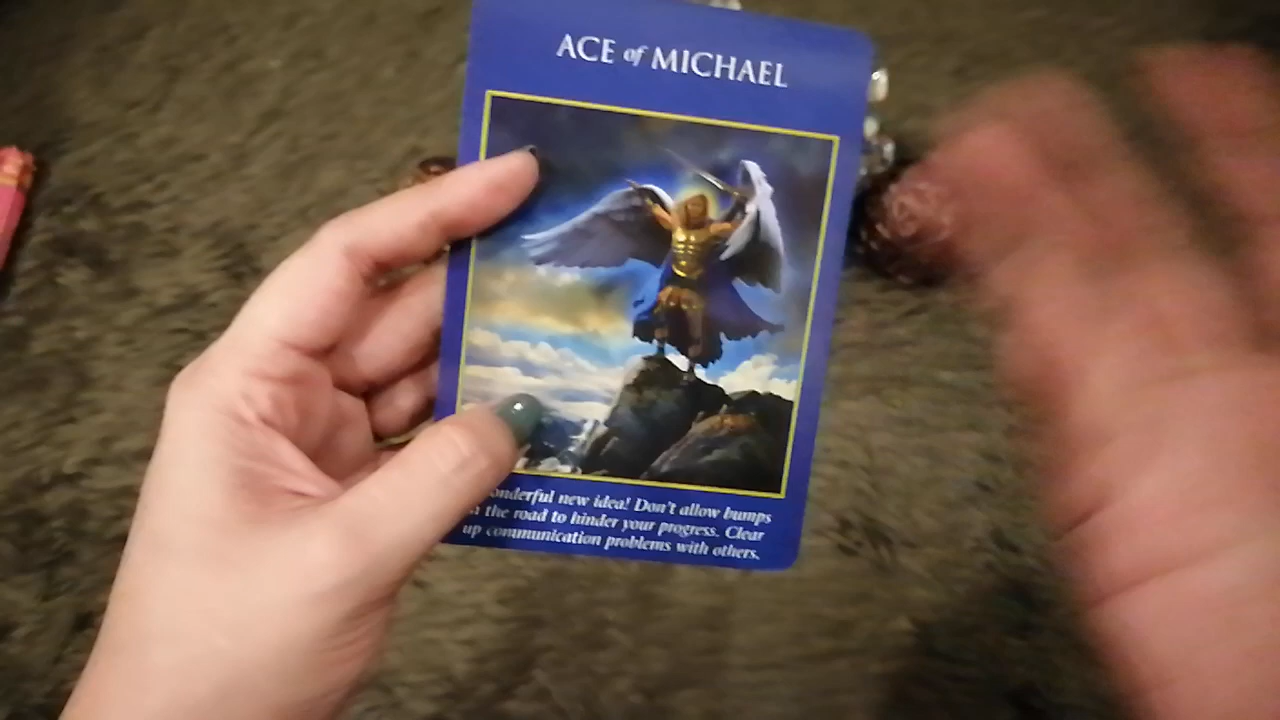 ACE of MICHAEL
onderful new idea! Don't allow bumps
the road to hinder your progress. Clear
up communication problems with others.